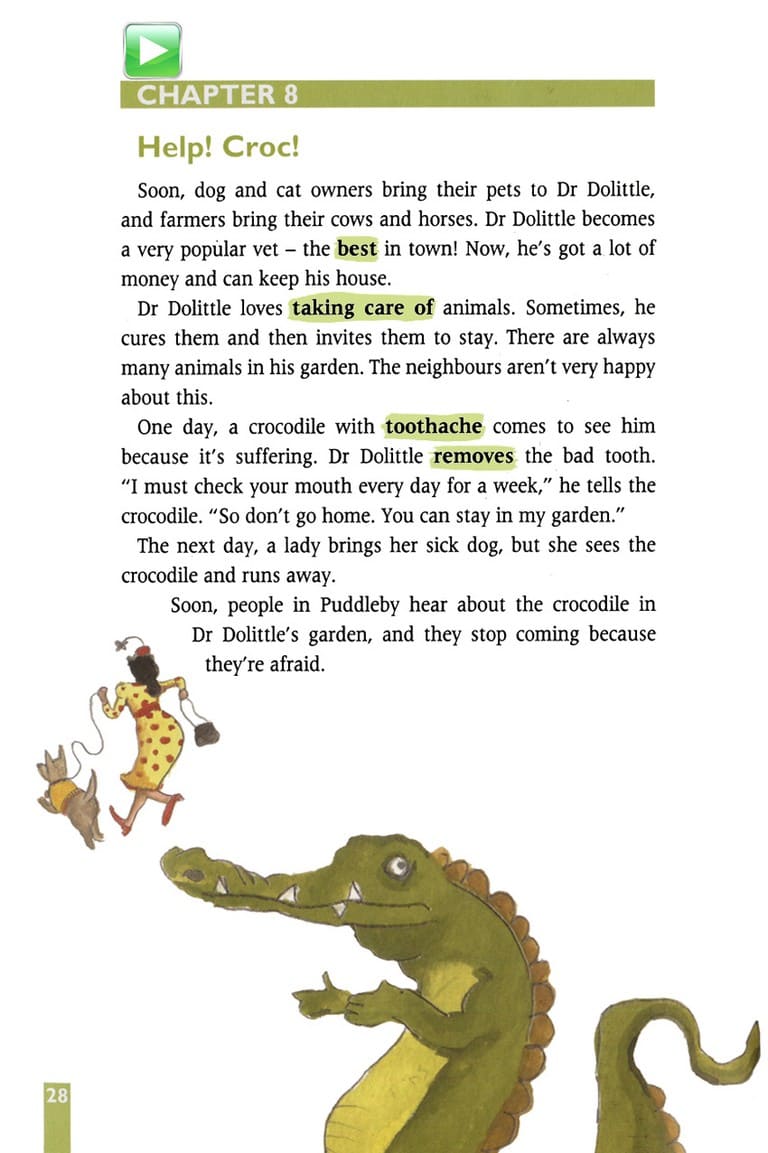 CHAPTER 8
Help! Croc!
Soon, dog and cat owners bring their pets to Dr Dolittle,
and farmers bring their cows and horses. Dr Dolittle becomes
a very popular vet – the best in town! Now, he's got a lot of
money and can keep his house.
Dr Dolittle loves taking care of animals. Sometimes, he
cures them and then invites them to stay. There are always
many animals in his garden. The neighbours aren't very happy
about this.
One day, a crocodile with toothache comes to see him
because it's suffering. Dr Dolittle removes the bad tooth.
“I must check your mouth every day for a week,” he tells the
crocodile. “So don't go home. You can stay in my garden.”
The next day, a lady brings her sick dog, but she sees the
crocodile and runs away.
Soon, people in Puddleby hear about the crocodile in
Dr Dolittle's garden, and they stop coming because
they're afraid.
28